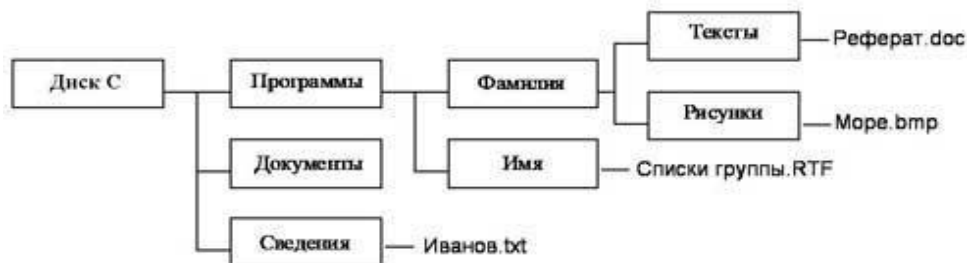 Тексты
Реферат.doc
Диск С
Программы
Фамилия
Рисунки
Море.bmp
Документы
Имя
Списки группы.RTF
Сведения
Иванов.txt